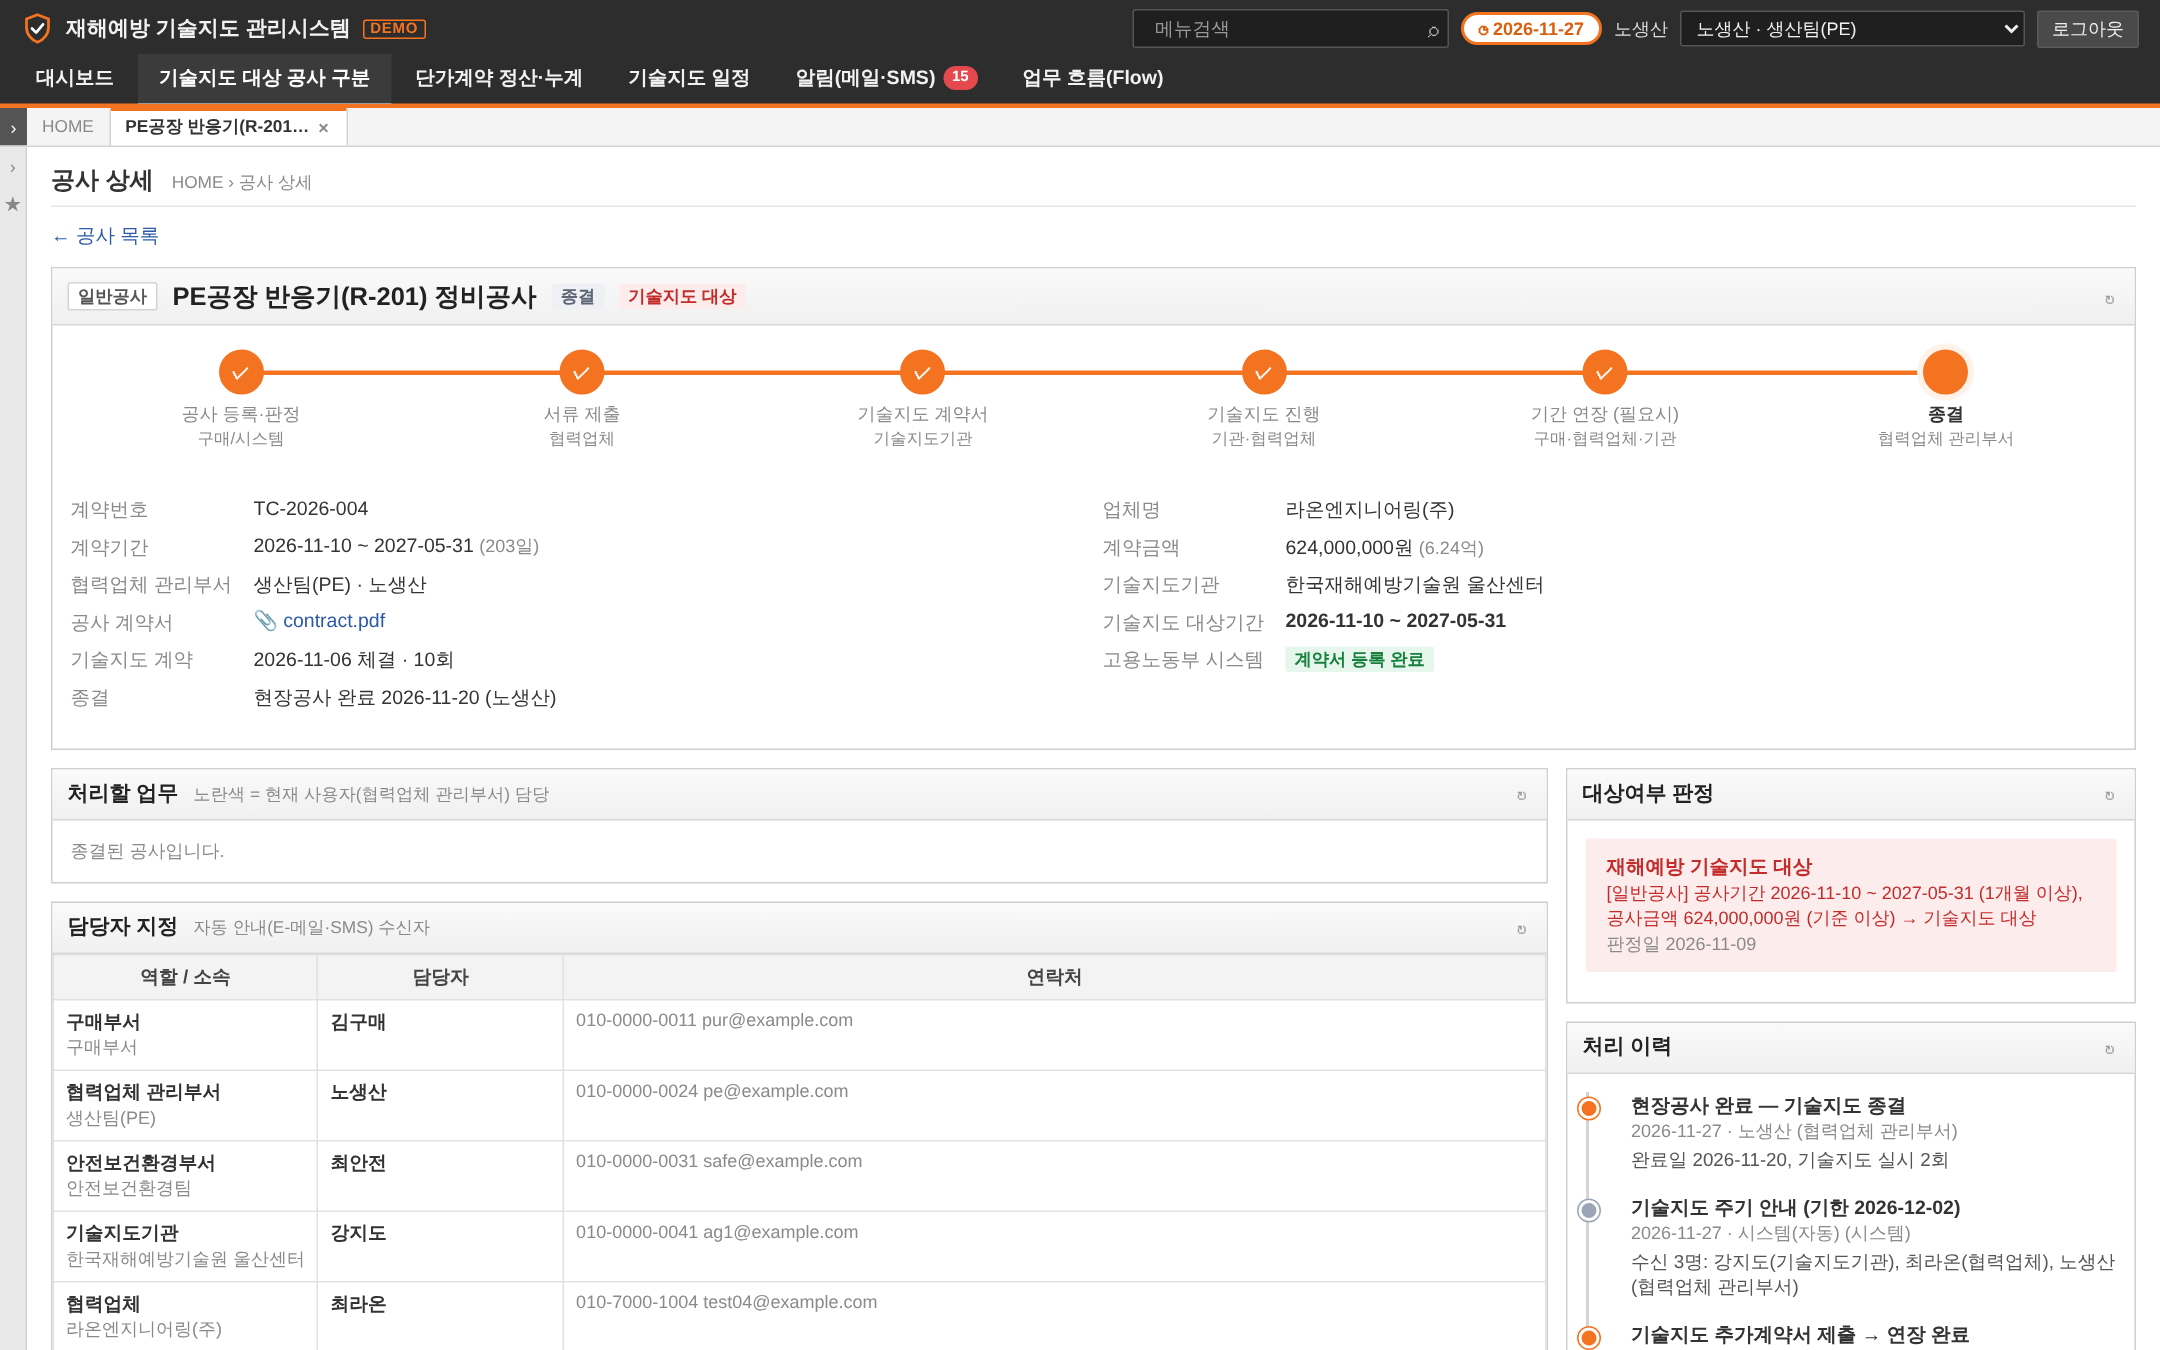 재해예방 기술지도 관리시스템 DEMO
메뉴검색
2026-11-27
노생산
노생산 · 생산팀(PE)
로그아웃
대시보드
기술지도 대상 공사 구분
단가계약 정산·누계
기술지도 일정
알림(메일·SMS) 15
업무 흐름(Flow)
HOME
PE공장 반응기(R-201... ×
공사 상세 HOME › 공사 상세
← 공사 목록
일반공사 PE공장 반응기(R-201) 정비공사 종결 기술지도 대상
공사 등록·판정
구매/시스템
서류 제출
협력업체
기술지도 계약서
기술지도기관
기술지도 진행
기관·협력업체
기간 연장 (필요시)
구매·협력업체·기관
종결
협력업체 관리부서
계약번호 TC-2026-004
업체명 라온엔지니어링(주)
계약기간 2026-11-10 ~ 2027-05-31 (203일)
계약금액 624,000,000원 (6.24억)
협력업체 관리부서 생산팀(PE) · 노생산
기술지도기관 한국재해예방기술원 울산센터
공사 계약서 📎 contract.pdf
기술지도 대상기간 2026-11-10 ~ 2027-05-31
기술지도 계약 2026-11-06 체결 · 10회
고용노동부 시스템 계약서 등록 완료
종결 현장공사 완료 2026-11-20 (노생산)
처리할 업무 노란색 = 현재 사용자(협력업체 관리부서) 담당
종결된 공사입니다.
담당자 지정 자동 안내(E-메일·SMS) 수신자
역할 / 소속 담당자 연락처
구매부서 김구매 010-0000-0011 pur@example.com
구매부서
협력업체 관리부서 노생산 010-0000-0024 pe@example.com
생산팀(PE)
안전보건환경부서 최안전 010-0000-0031 safe@example.com
안전보건환경팀
기술지도기관 강지도 010-0000-0041 ag1@example.com
한국재해예방기술원 울산센터
협력업체 최라온 010-7000-1004 test04@example.com
라온엔지니어링(주)
대상여부 판정
재해예방 기술지도 대상
[일반공사] 공사기간 2026-11-10 ~ 2027-05-31 (1개월 이상),
공사금액 624,000,000원 (기준 이상) → 기술지도 대상
판정일 2026-11-09
처리 이력
현장공사 완료 — 기술지도 종결
2026-11-27 · 노생산 (협력업체 관리부서)
완료일 2026-11-20, 기술지도 실시 2회
기술지도 주기 안내 (기한 2026-12-02)
2026-11-27 · 시스템(자동) (시스템)
수신 3명: 강지도(기술지도기관), 최라온(협력업체), 노생산
(협력업체 관리부서)
기술지도 추가계약서 제출 → 연장 완료